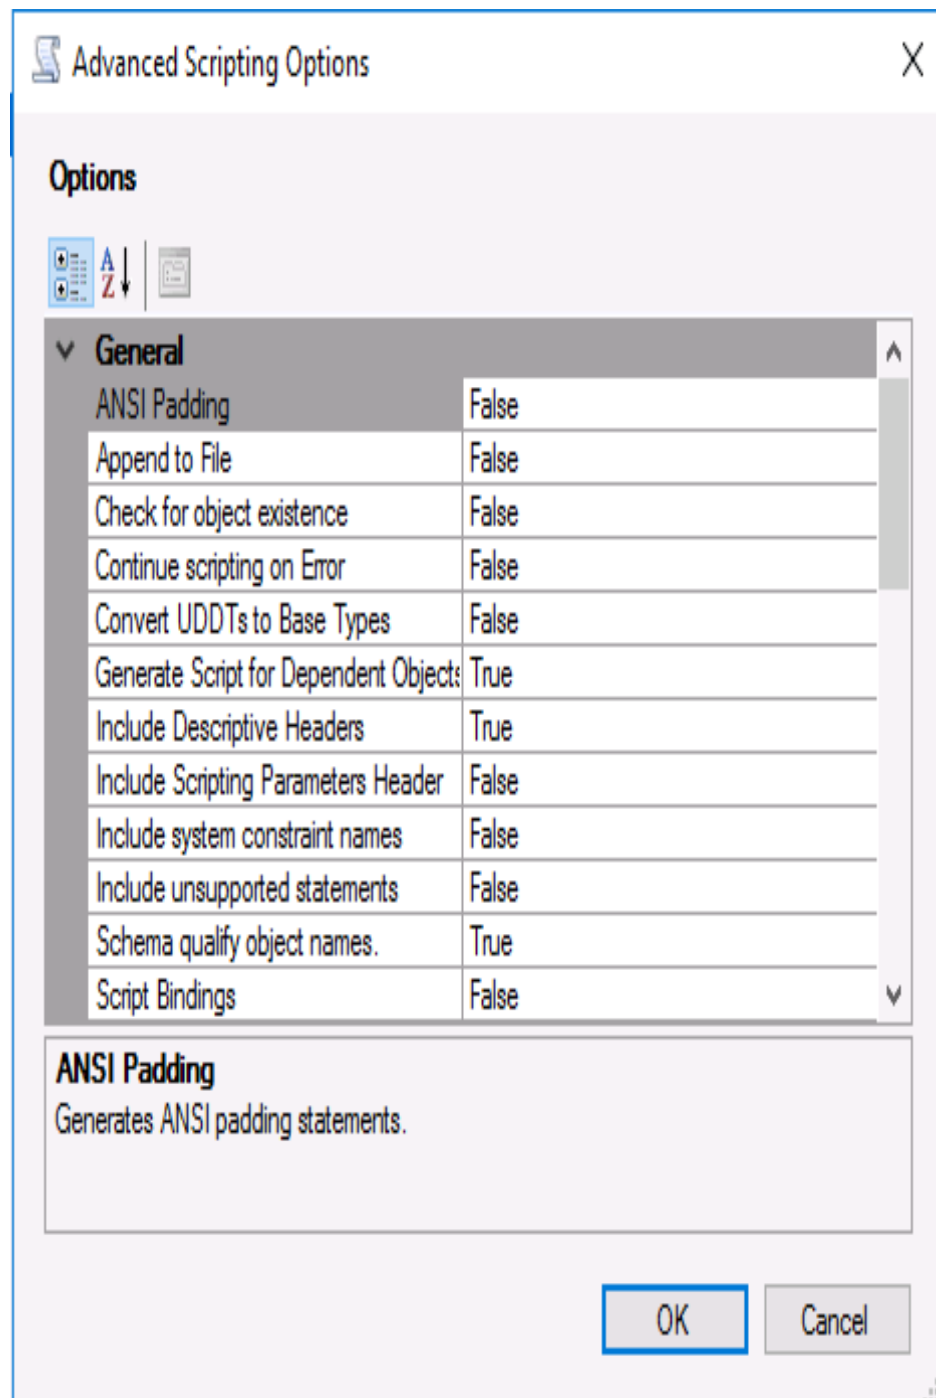 Advanced Scripting Options
Options
General
ANSI Padding False
Append to File False
Check for object existence False
Continue scripting on Error False
Convert UDDTs to Base Types False
Generate Script for Dependent Objects True
Include Descriptive Headers True
Include Scripting Parameters Header False
Include system constraint names False
Include unsupported statements False
Schema qualify object names. True
Script Bindings False
ANSI Padding
Generates ANSI padding statements.
OK Cancel